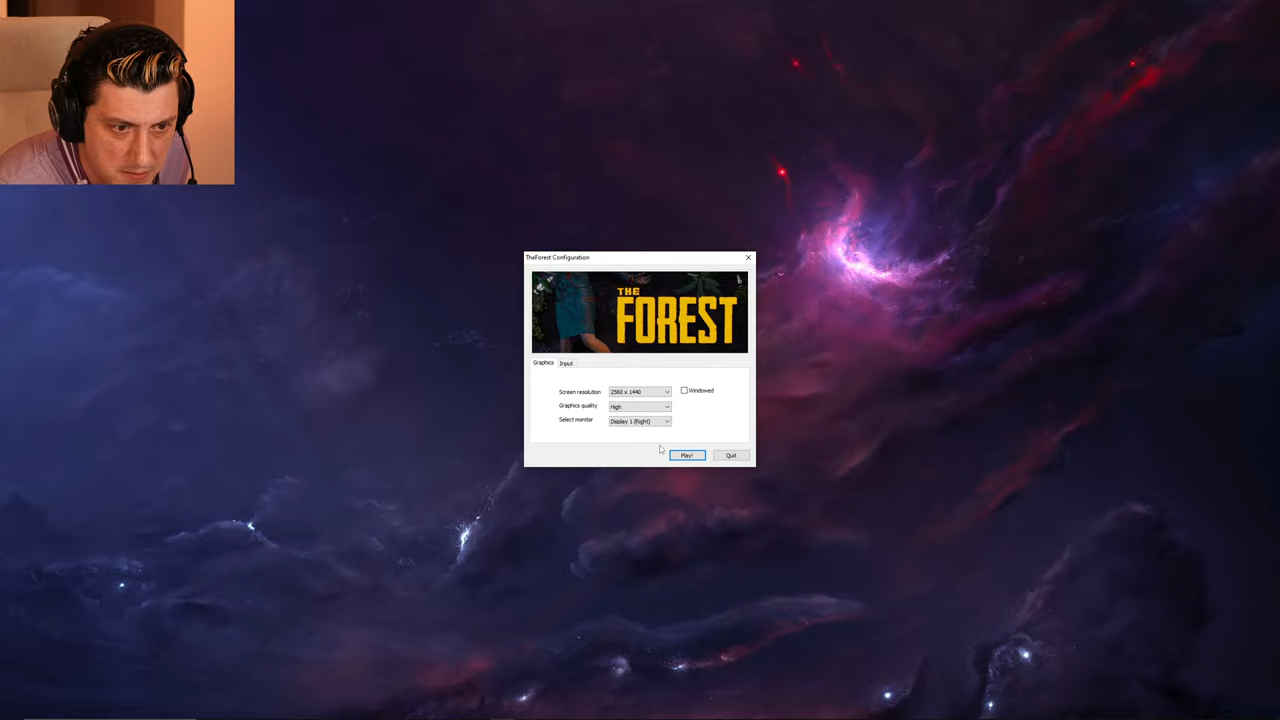 TheForest Configuration
THE
FOREST
Graphics Input
Screen resolution 2560 x 1440 Windowed
Graphics quality High
Select monitor Display 1 (Right)
Play! Quit